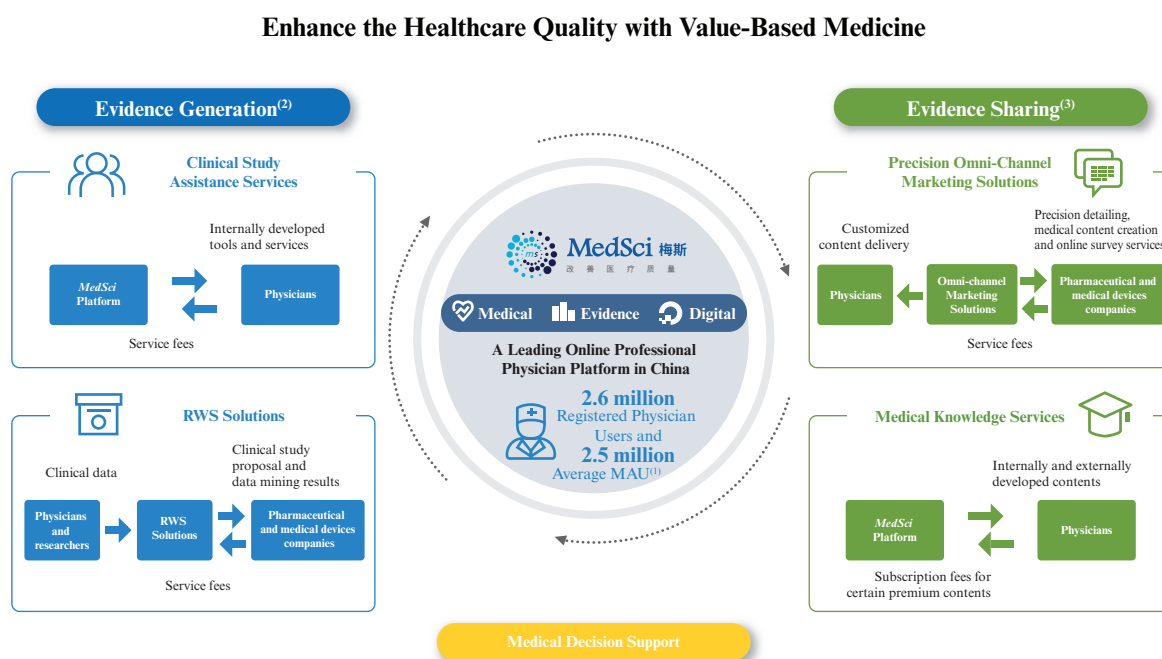 Enhance the Healthcare Quality with Value-Based Medicine
Evidence Generation(2)
Clinical Study
Assistance Services
Internally developed
tools and services
MedSci
Platform
Physicians
Service fees
RWS Solutions
Clinical data
Clinical study
proposal and
data mining results
Physicians
and
researchers
RWS
Solutions
Pharmaceutical
and medical devices
companies
Service fees
ms
MedSci 梅斯
改善医疗质量
Medical
Evidence
Digital
A Leading Online Professional
Physician Platform in China
2.6 million
Registered Physician
Users and
2.5 million
Average MAU(1)
Evidence Sharing(3)
Precision Omni-Channel
Marketing Solutions
Customized
content delivery
Precision detailing,
medical content creation
and online survey services
Physicians
Omni-channel
Marketing
Solutions
Pharmaceutical and
medical devices
companies
Service fees
Medical Knowledge Services
Internally and externally
developed contents
MedSci
Platform
Physicians
Subscription fees for
certain premium contents
Medical Decision Support